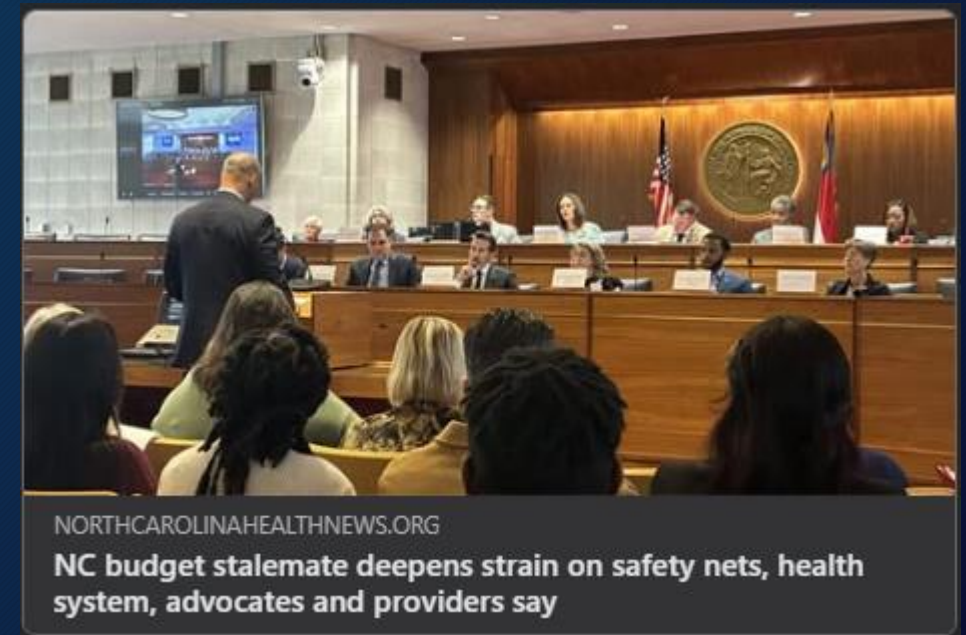 NORTHCAROLINAHEALTHNEWS.ORG
NC budget stalemate deepens strain on safety nets, health
system, advocates and providers say